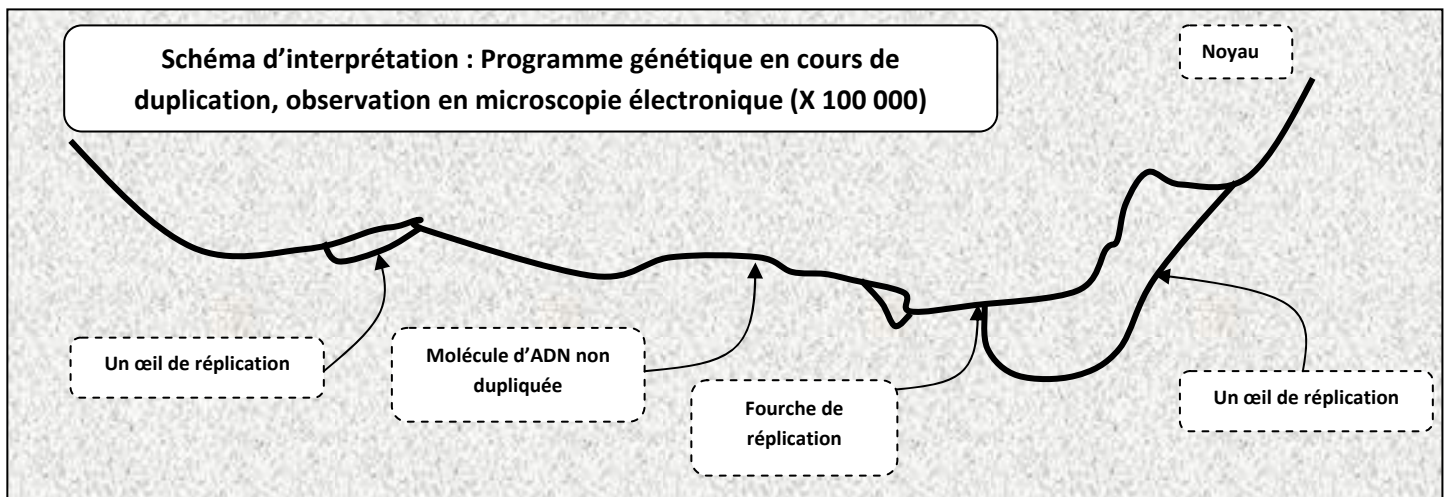 Schéma d’interprétation : Programme génétique en cours de
duplication, observation en microscopie électronique (X 100 000)
Noyau
Un œil de réplication
Molécule d’ADN non
dupliquée
Fourche de
réplication
Un œil de réplication